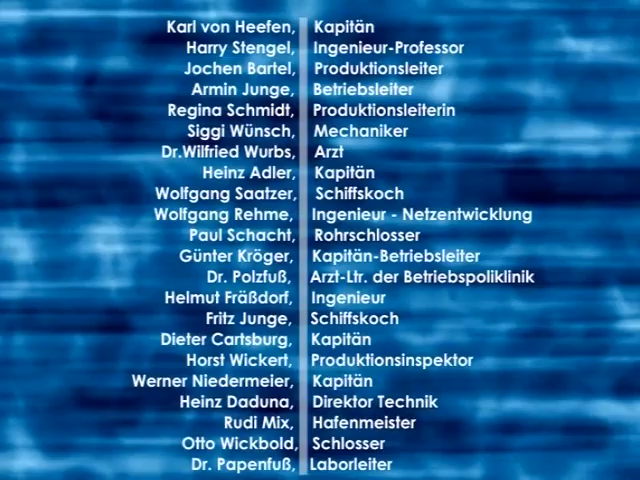 Karl von Heefen, Kapitän
Harry Stengel, Ingenieur-Professor
Jochen Bartel, Produktionsleiter
Armin Junge, Betriebsleiter
Regina Schmidt, Produktionsleiterin
Siggi Wünsch, Mechaniker
Dr.Wilfried Wurbs, Arzt
Heinz Adler, Kapitän
Wolfgang Saatzer, Schiffskoch
Wolfgang Rehme, Ingenieur - Netzentwicklung
Paul Schacht, Rohrschlosser
Günter Kröger, Kapitän-Betriebsleiter
Dr. Polzfuß, Arzt-Ltr. der Betriebspoliklinik
Helmut Fräßdorf, Ingenieur
Fritz Junge, Schiffskoch
Dieter Cartsburg, Kapitän
Horst Wickert, Produktionsinspektor
Werner Niedermeier, Kapitän
Heinz Daduna, Direktor Technik
Rudi Mix, Hafenmeister
Otto Wickbold, Schlosser
Dr. Papenfuß, Laborleiter